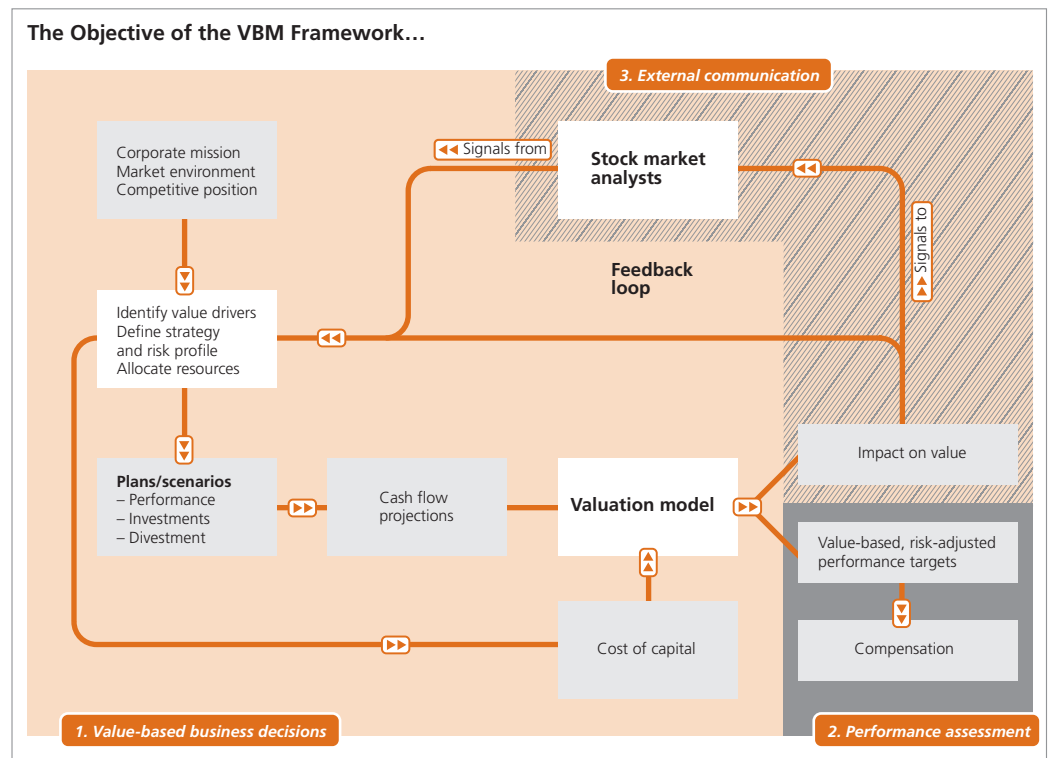 The Objective of the VBM Framework…
3. External communication
Corporate mission
Market environment
Competitive position
Signals from
Stock market
analysts
Signals to
Feedback
loop
Identify value drivers
Define strategy
and risk profile
Allocate resources
Impact on value
Plans/scenarios
– Performance
– Investments
– Divestment
Cash flow
projections
Valuation model
Value-based, risk-adjusted
performance targets
Cost of capital
Compensation
1. Value-based business decisions
2. Performance assessment